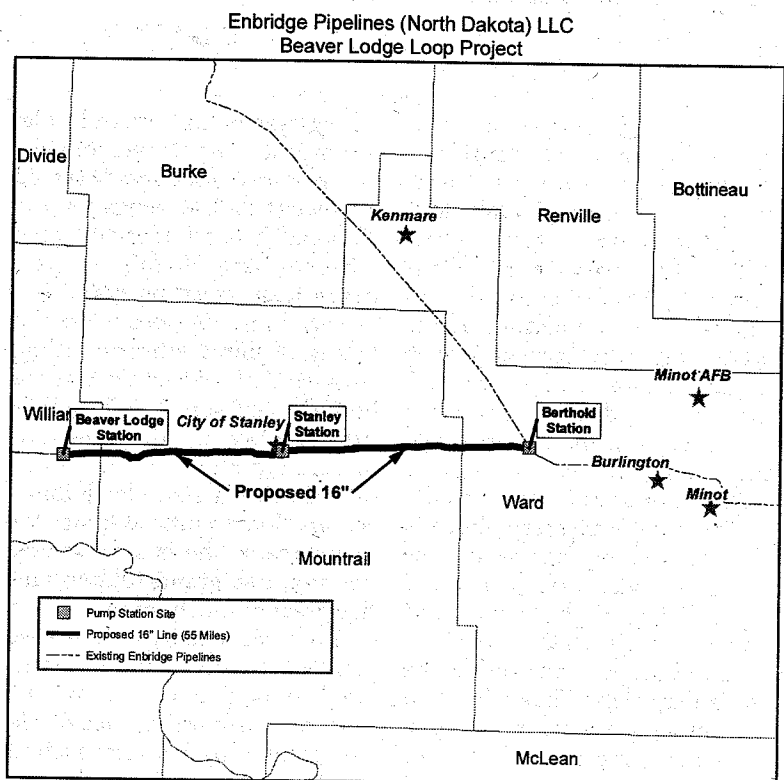 Enbridge Pipelines (North Dakota) LLC
Beaver Lodge Loop Project
Divide
Burke
Bottineau
Kenmare
Renville
Minot AFB
William
Beaver Lodge
Station
City of Stanley
Stanley
Station
Berthold
Station
Burlington
Proposed 16"
Minot
Ward
Mountrail
Pump Station Site
Proposed 16" Line (55 Miles)
Existing Enbridge Pipelines
McLean